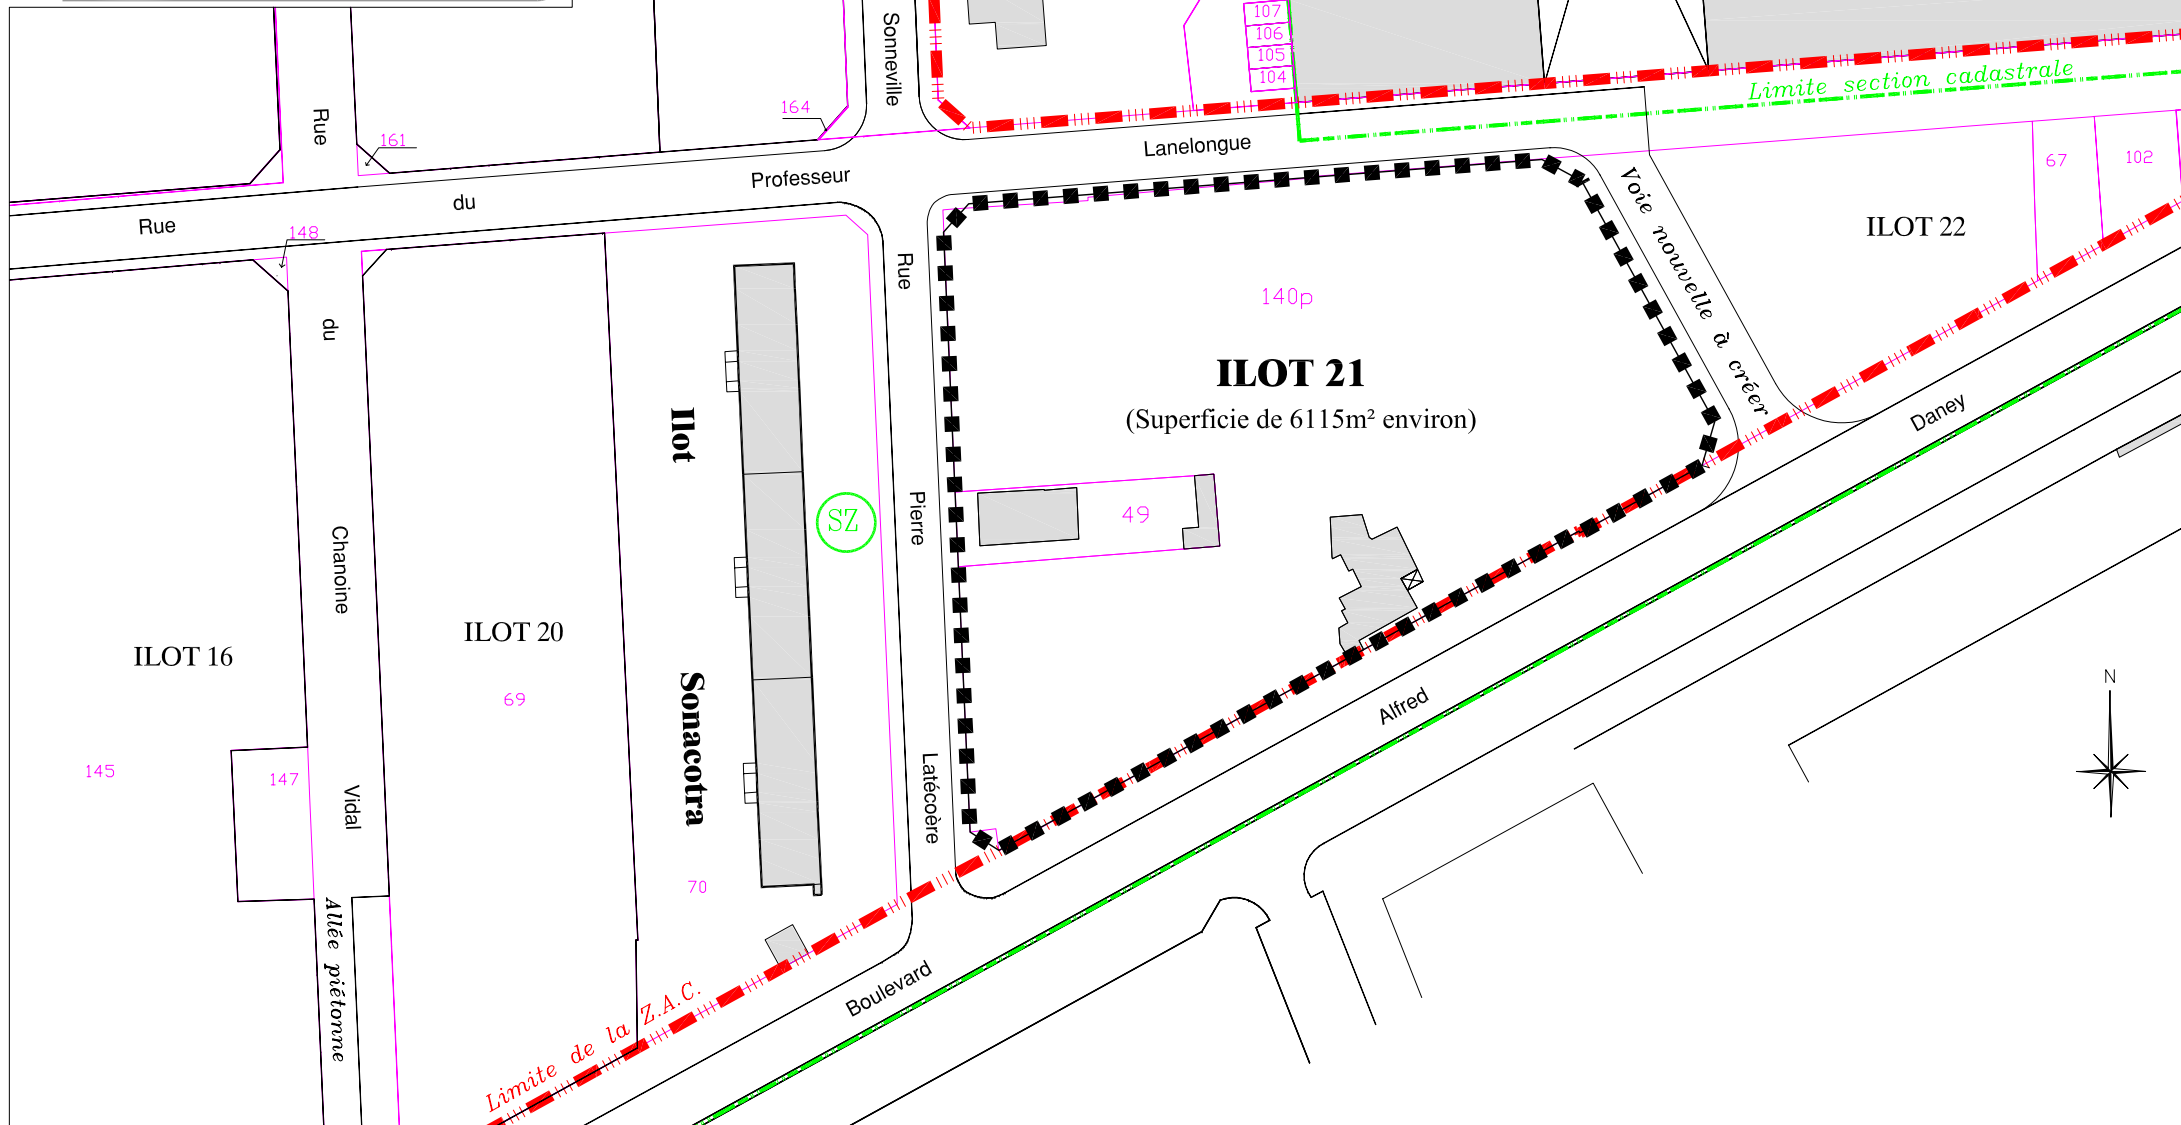 107
106
105
104
Sonneville
164
161
Rue
Limite section cadastrale
Lanelongue
Professeur
du
Rue
148
67
102
ILOT 22
Voie nouvelle à créer
Rue
Pierre
Latécoère
140p
ILOT 21
(Superficie de 6115m² environ)
49
du
Chanoine
Vidal
Ilot
Sonacotra
SZ
Daney
Alfred
Boulevard
ILOT 16
ILOT 20
69
145
147
70
Allée piétonne
Limite de la Z.A.C.
N